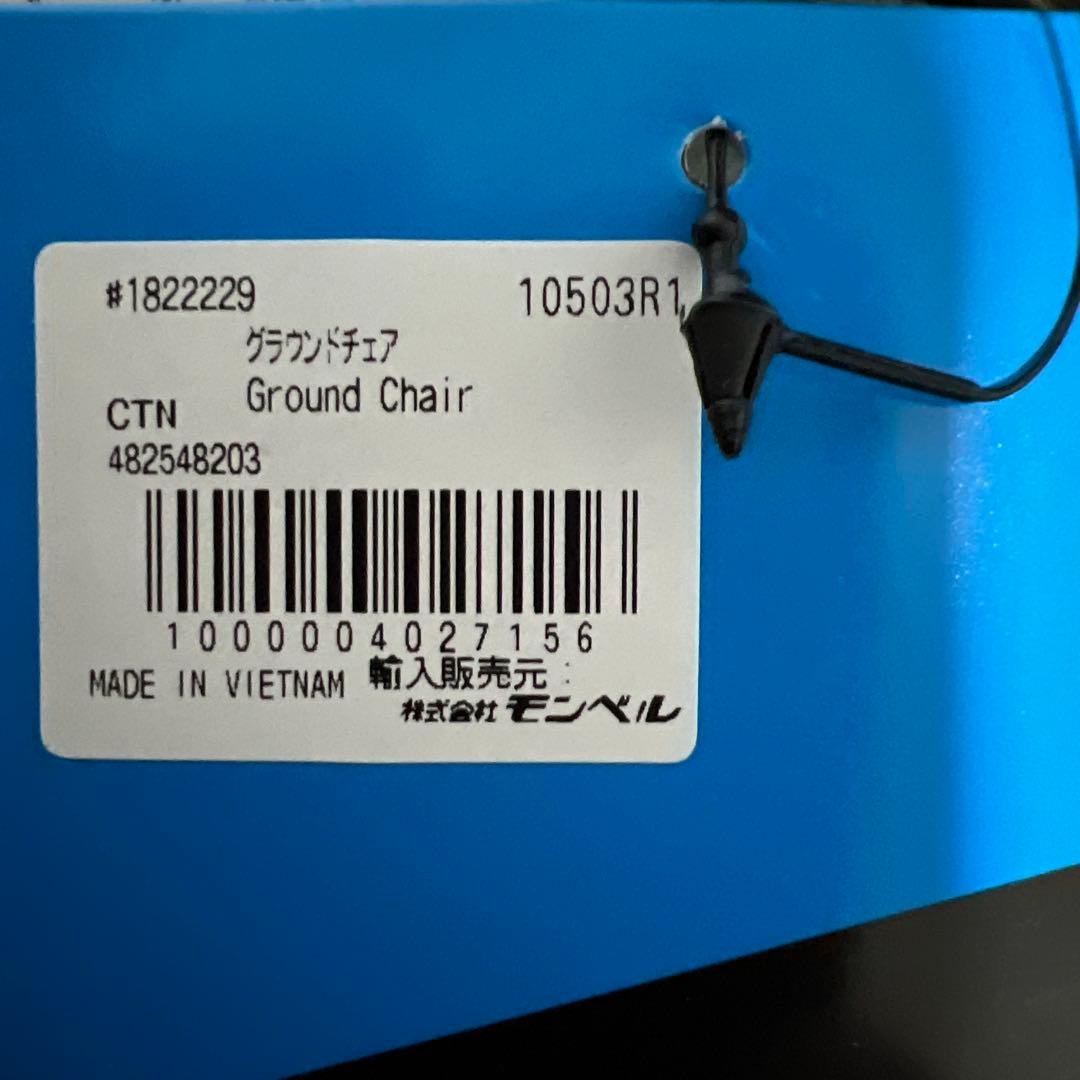 #1822229 10503R1
グラウンドチェア
Ground Chair
CTN
482548203
1000004027156
MADE IN VIETNAM 輸入販売元:
株式会社モンベル